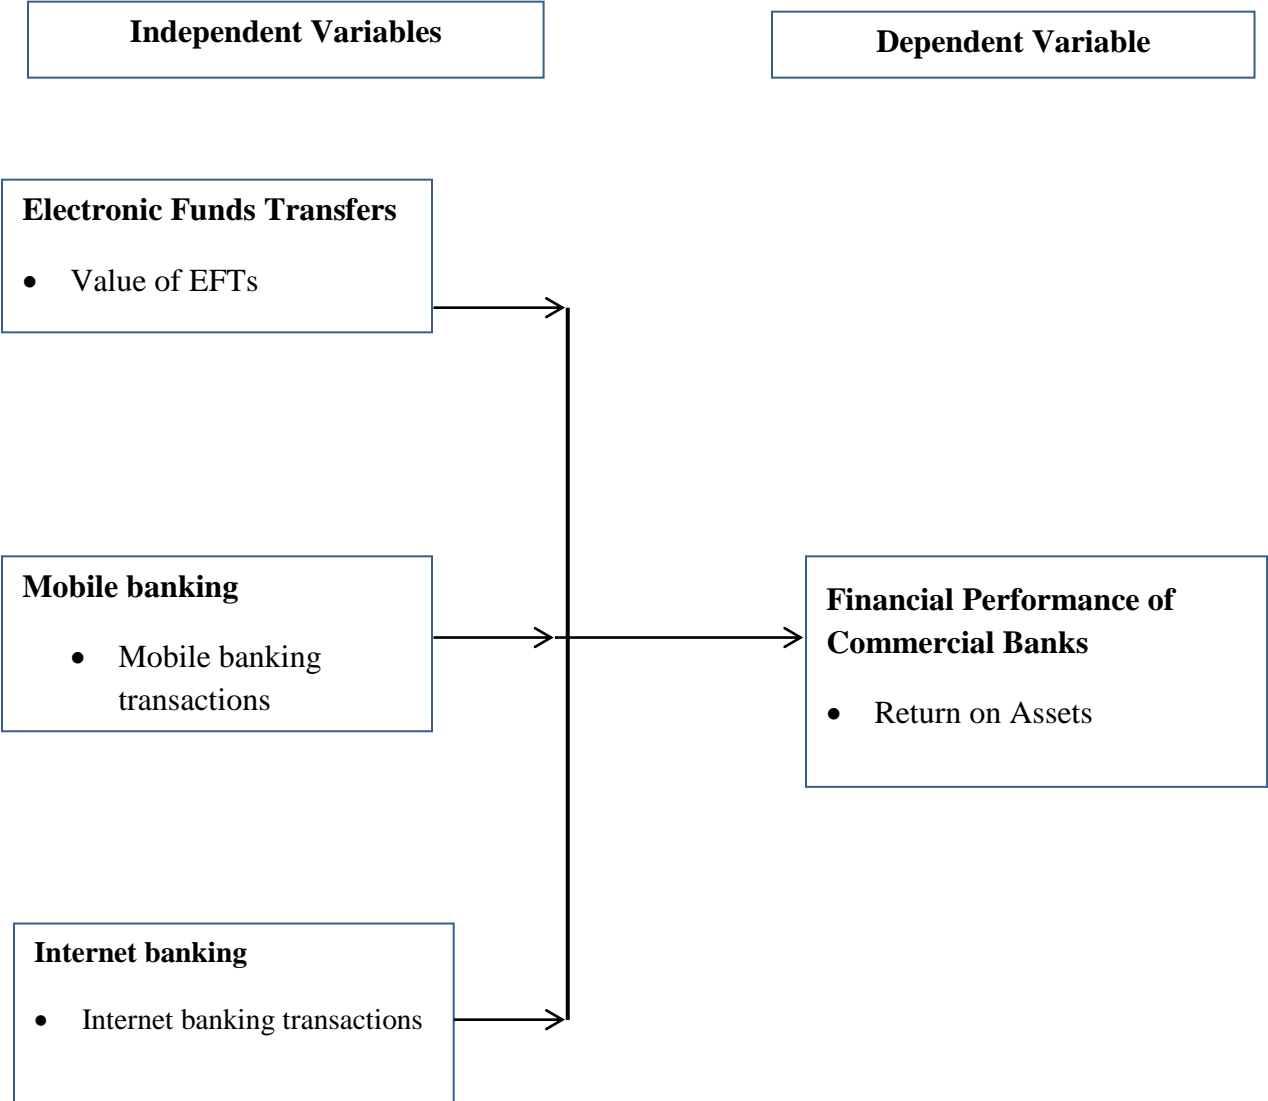 Independent Variables
Dependent Variable
Electronic Funds Transfers
• Value of EFTs
Mobile banking
• Mobile banking
transactions
Financial Performance of
Commercial Banks
• Return on Assets
Internet banking
• Internet banking transactions